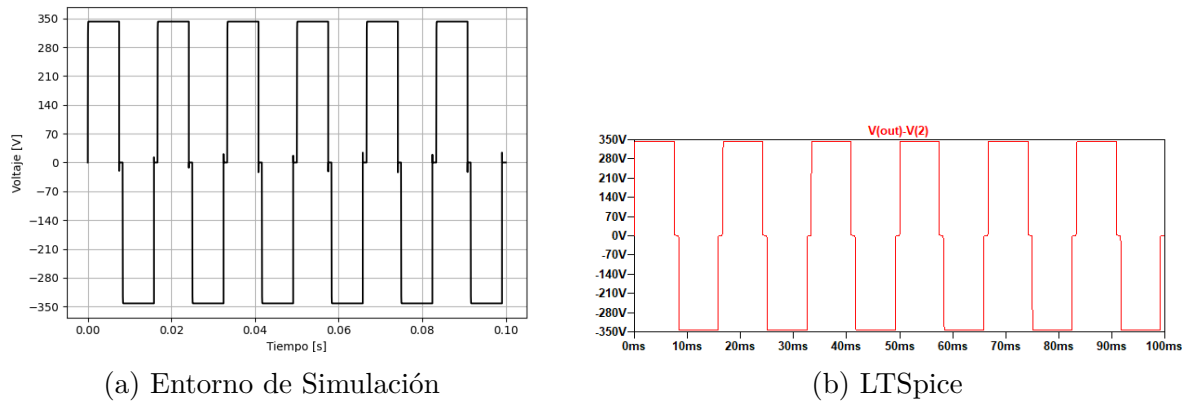 350
280
210
140
70
0
−70
−140
−210
−280
−350
Voltaje [V]
0.00 0.02 0.04 0.06 0.08 0.10
Tiempo [s]
(a) Entorno de Simulación
V(out)-V(2)
350V
280V
210V
140V
70V
0V
-70V
-140V
-210V
-280V
-350V
0ms 10ms 20ms 30ms 40ms 50ms 60ms 70ms 80ms 90ms 100ms
(b) LTSpice